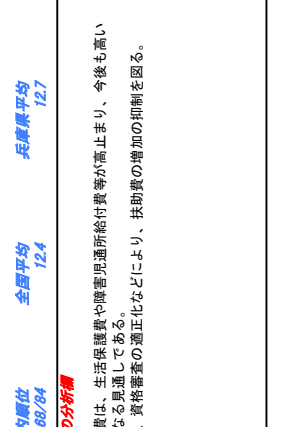 内順位 全国平均 兵庫県平均
68/84 12.4 12.7
の分析欄
費は、生活保護費や障害児通所給付費等が高止まり、今後も高い
なる見通しである。
、資格審査の適正化などにより、扶助費の増加の抑制を図る。